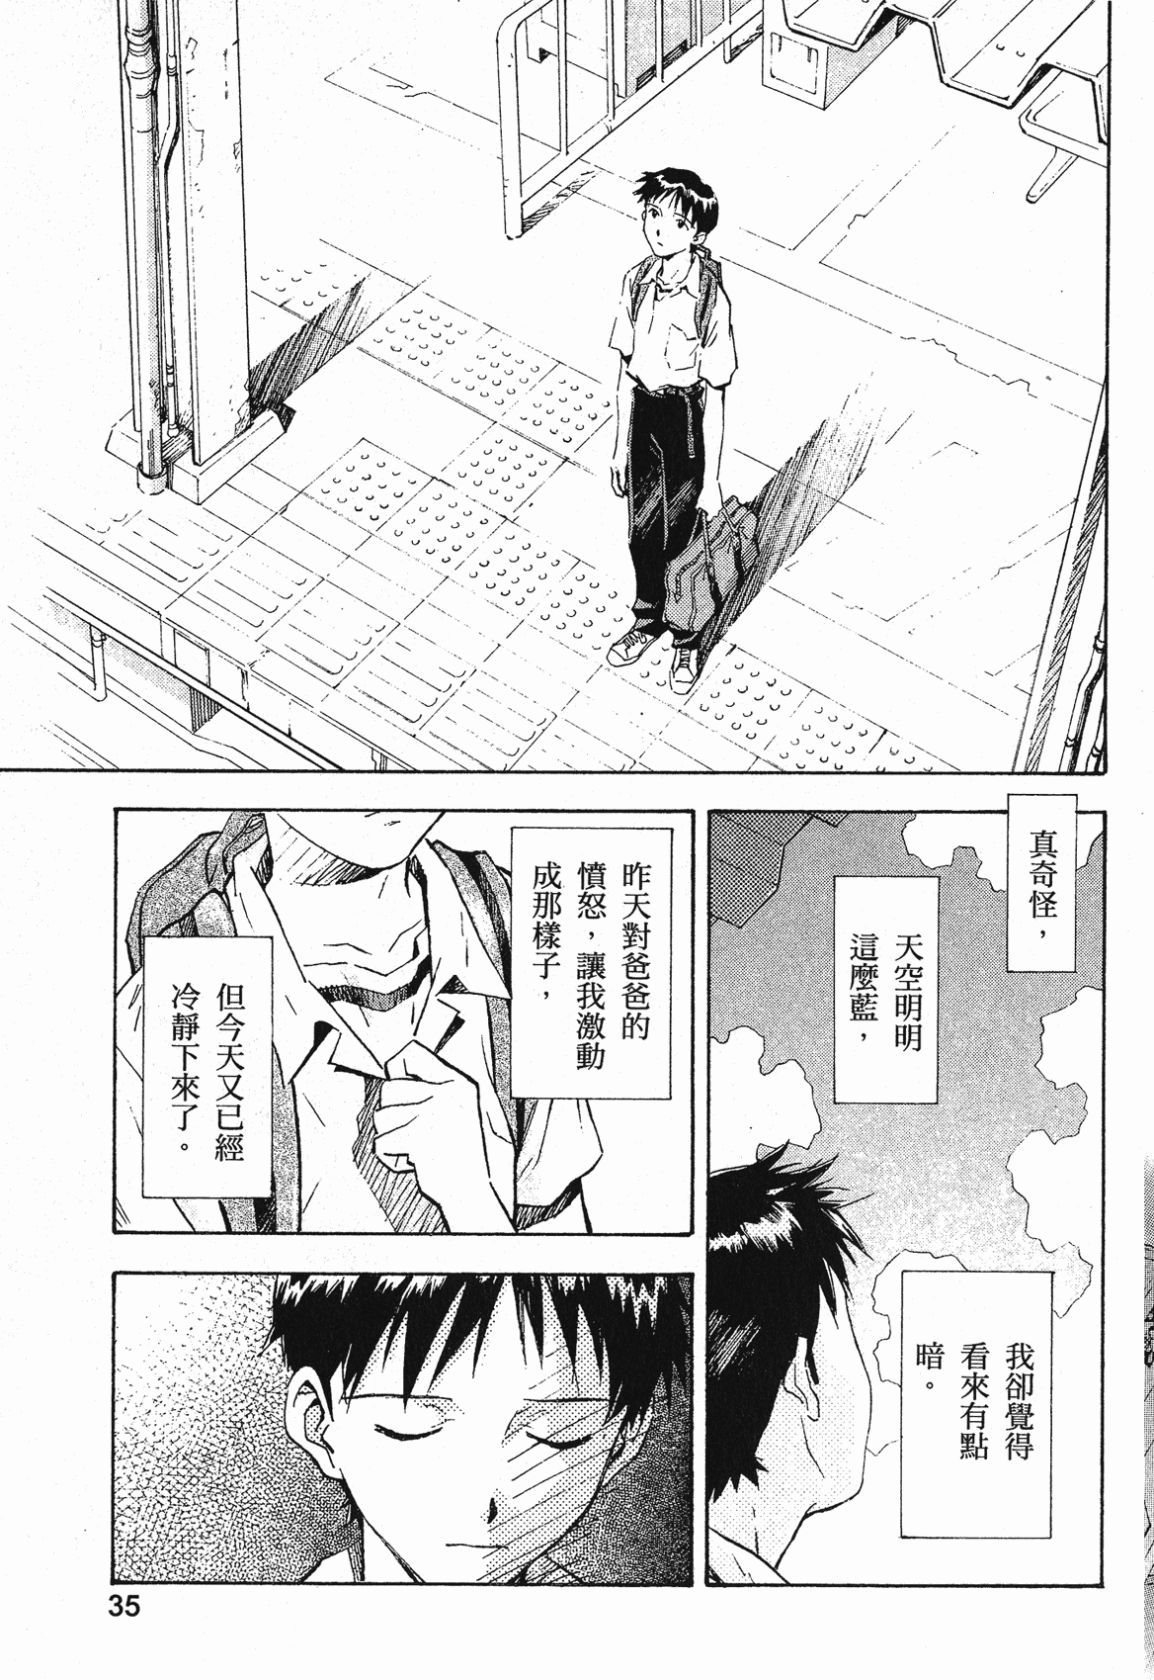 真奇怪，
天空明明
這麼藍，
我卻覺得
看來有點
暗。
昨天對爸爸的
憤怒，讓我激動
成那樣子，
但今天又已經
冷靜下來了。
35